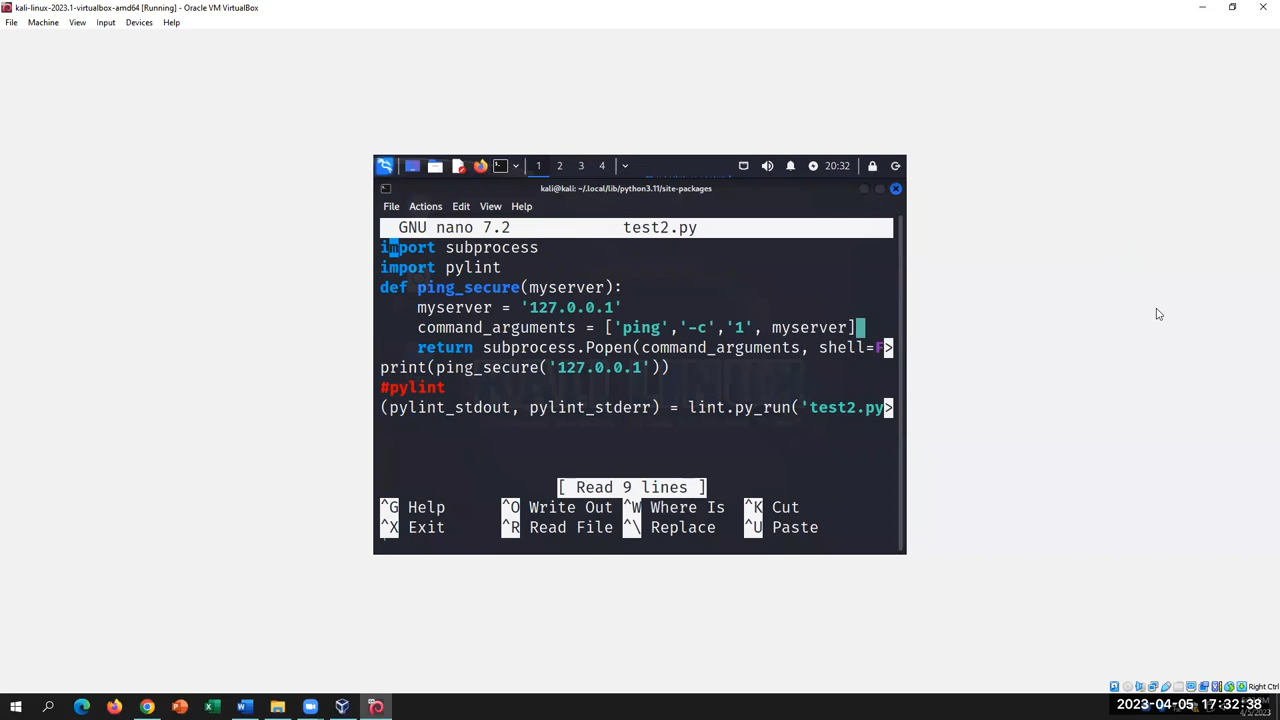 kali-linux-2023.1-virtualbox-amd64 [Running] - Oracle VM VirtualBox
File Machine View Input Devices Help
1 2 3 4 20:32
kali@kali: ~/.local/lib/python3.11/site-packages
File Actions Edit View Help
GNU nano 7.2 test2.py
import subprocess
import pylint
def ping_secure(myserver):
    myserver = '127.0.0.1'
    command_arguments = ['ping','-c','1', myserver]
    return subprocess.Popen(command_arguments, shell=F>
print(ping_secure('127.0.0.1'))
#pylint
(pylint_stdout, pylint_stderr) = lint.py_run('test2.py>
[ Read 9 lines ]
^G Help ^O Write Out ^W Where Is ^K Cut
^X Exit ^R Read File ^\ Replace ^U Paste
Right Ctrl
2023-04-05 17:32:38
4/5/2023